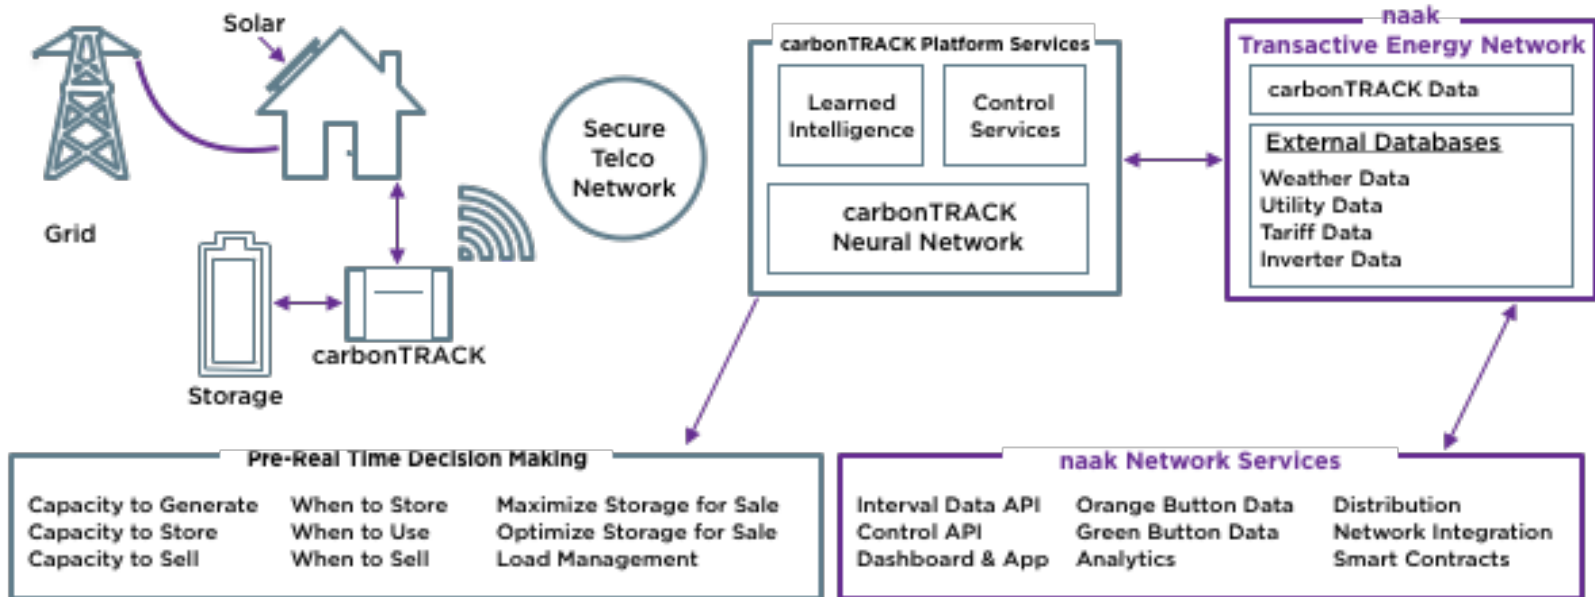 Solar
Grid
Storage
carbonTRACK
Secure
Telco
Network
carbonTRACK Platform Services
Learned
Intelligence
Control
Services
carbonTRACK
Neural Network
naak
Transactive Energy Network
carbonTRACK Data
External Databases
Weather Data
Utility Data
Tariff Data
Inverter Data
Pre-Real Time Decision Making
Capacity to Generate When to Store Maximize Storage for Sale
Capacity to Store When to Use Optimize Storage for Sale
Capacity to Sell When to Sell Load Management
naak Network Services
Interval Data API Orange Button Data Distribution
Control API Green Button Data Network Integration
Dashboard & App Analytics Smart Contracts